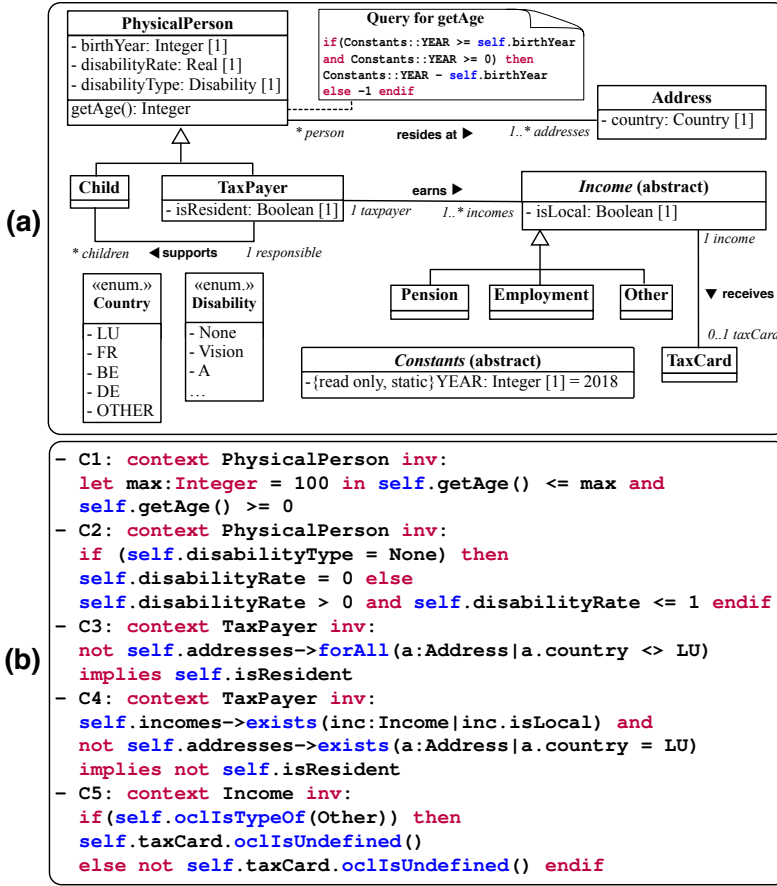 PhysicalPerson
- birthYear: Integer [1]
- disabilityRate: Real [1]
- disabilityType: Disability [1]
getAge(): Integer
Query for getAge
if(Constants::YEAR >= self.birthYear
and Constants::YEAR >= 0) then
Constants::YEAR - self.birthYear
else -1 endif
Address
- country: Country [1]
* person
resides at ▶
1..* addresses
Child
TaxPayer
- isResident: Boolean [1]
earns ▶
1 taxpayer
1..* incomes
Income (abstract)
- isLocal: Boolean [1]
(a)
* children
◀ supports
1 responsible
1 income
«enum.»
Country
- LU
- FR
- BE
- DE
- OTHER
«enum.»
Disability
- None
- Vision
- A
...
Pension
Employment
Other
▼ receives
0..1 taxCard
TaxCard
Constants (abstract)
-{read only, static}YEAR: Integer [1] = 2018
(b)
- C1: context PhysicalPerson inv:
let max:Integer = 100 in self.getAge() <= max and
self.getAge() >= 0
- C2: context PhysicalPerson inv:
if (self.disabilityType = None) then
self.disabilityRate = 0 else
self.disabilityRate > 0 and self.disabilityRate <= 1 endif
- C3: context TaxPayer inv:
not self.addresses->forAll(a:Address|a.country <> LU)
implies self.isResident
- C4: context TaxPayer inv:
self.incomes->exists(inc:Income|inc.isLocal) and
not self.addresses->exists(a:Address|a.country = LU)
implies not self.isResident
- C5: context Income inv:
if(self.oclIsTypeOf(Other)) then
self.taxCard.oclIsUndefined()
else not self.taxCard.oclIsUndefined() endif